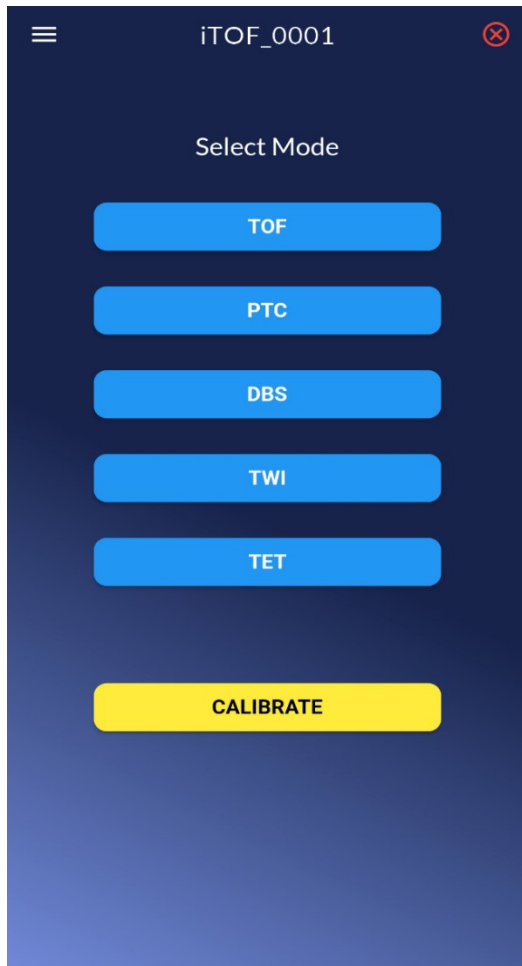 iTOF_0001
Select Mode
TOF
PTC
DBS
TWI
TET
CALIBRATE